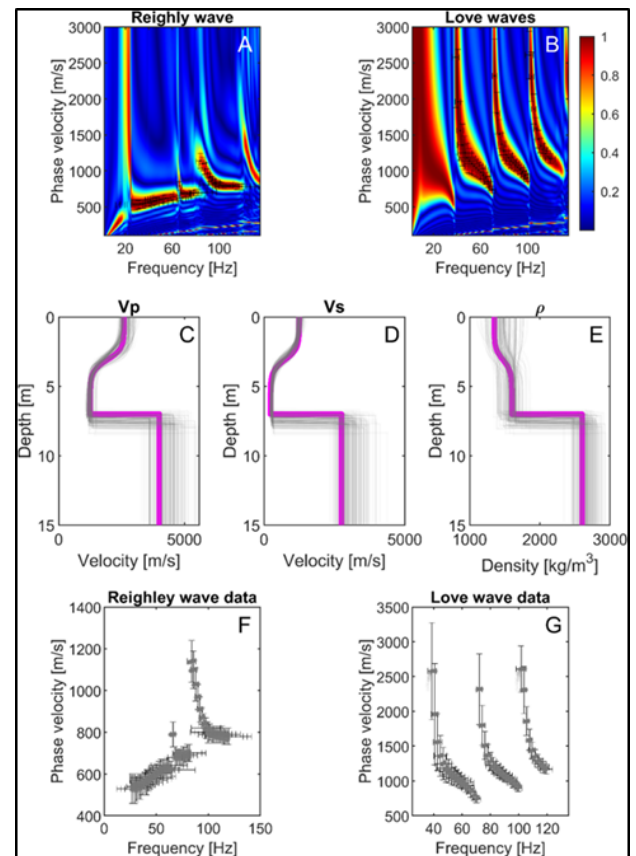 Reighly wave
Love waves
A
B
3000
2500
2000
1500
1000
500
Phase velocity [m/s]
20 60 100
Frequency [Hz]
3000
2500
2000
1500
1000
500
Phase velocity [m/s]
20 60 100
Frequency [Hz]
1
0.8
0.6
0.4
0.2
Vp
Vs
ρ
C
D
E
0
5
10
15
Depth [m]
0 5000
Velocity [m/s]
0
5
10
15
Depth [m]
0 5000
Velocity [m/s]
0
5
10
15
Depth [m]
1000 2000 3000
Density [kg/m³]
Reighley wave data
Love wave data
F
G
1400
1200
1000
800
600
400
Phase velocity [m/s]
0 50 100 150
Frequency [Hz]
3500
3000
2500
2000
1500
1000
500
Phase velocity [m/s]
40 60 80 100 120
Frequency [Hz]